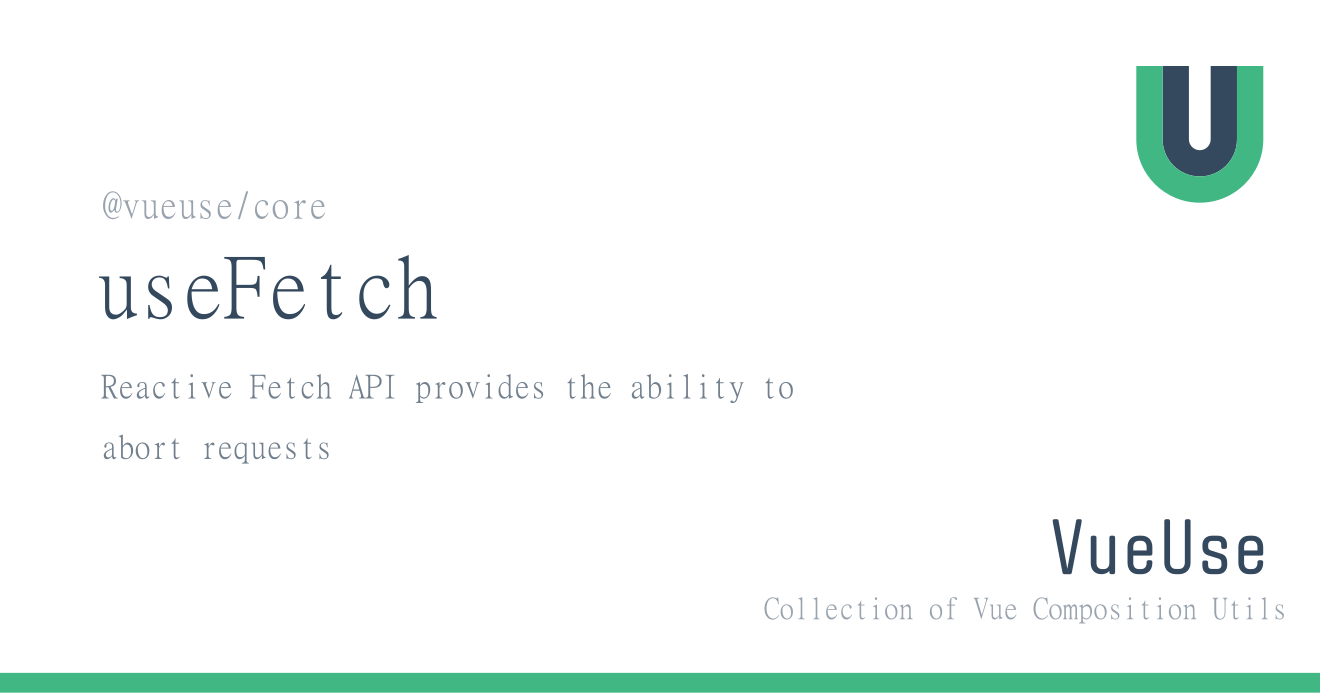 @vueuse/core
useFetch
Reactive Fetch API provides the ability to
abort requests
VueUse
Collection of Vue Composition Utils